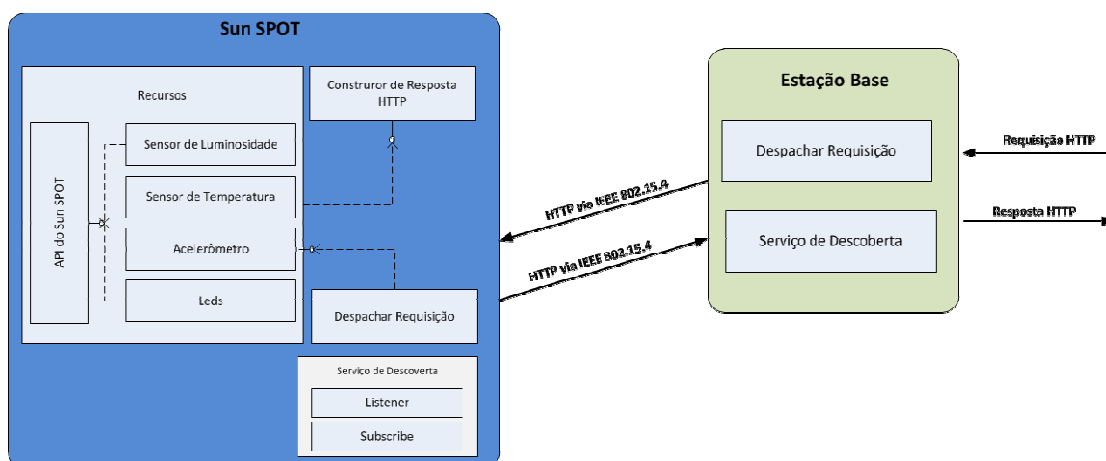 Sun SPOT
Recursos
API do Sun SPOT
Sensor de Luminosidade
Sensor de Temperatura
Acelerômetro
Leds
Construror de Resposta
HTTP
Despachar Requisição
Serviço de Descoverta
Listener
Subscribe
HTTP via IEEE 802.15.4
HTTP via IEEE 802.15.4
Estação Base
Despachar Requisição
Serviço de Descoberta
Requisição HTTP
Resposta HTTP